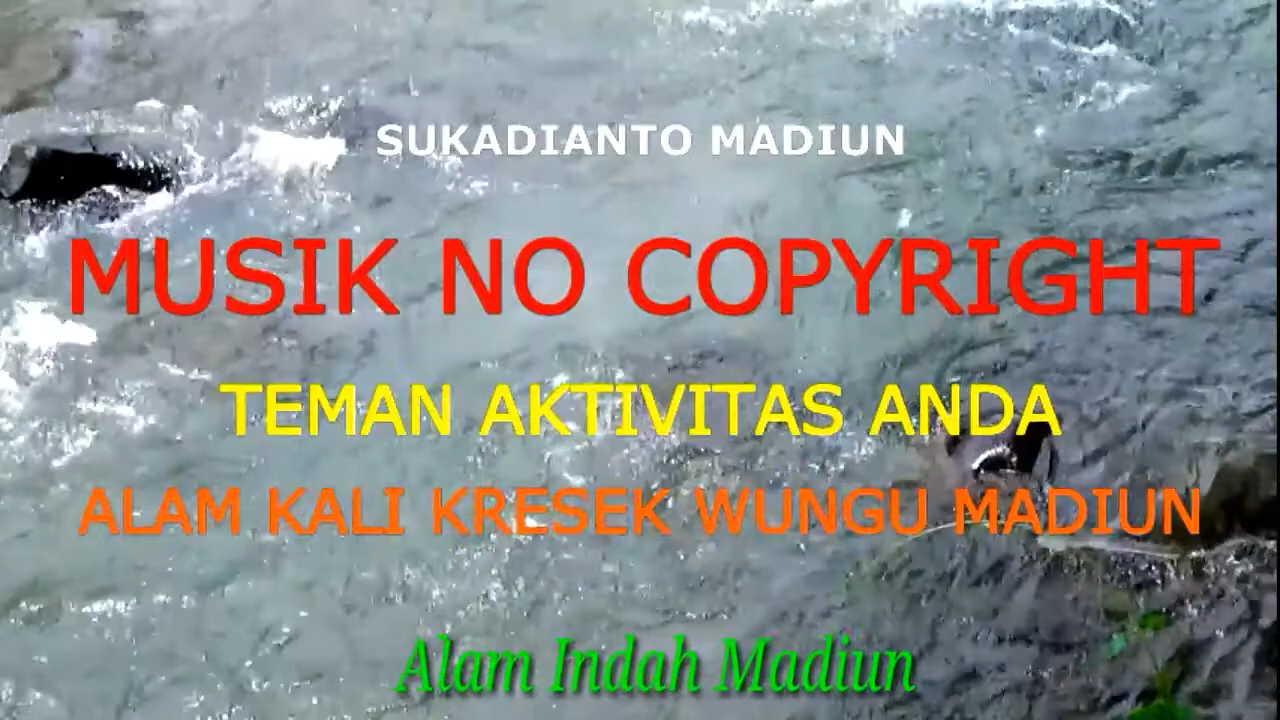 SUKADIANTO MADIUN
MUSIK NO COPYRIGHT
TEMAN AKTIVITAS ANDA
ALAM KALI KRESEK WUNGU MADIUN
Alam Indah Madiun